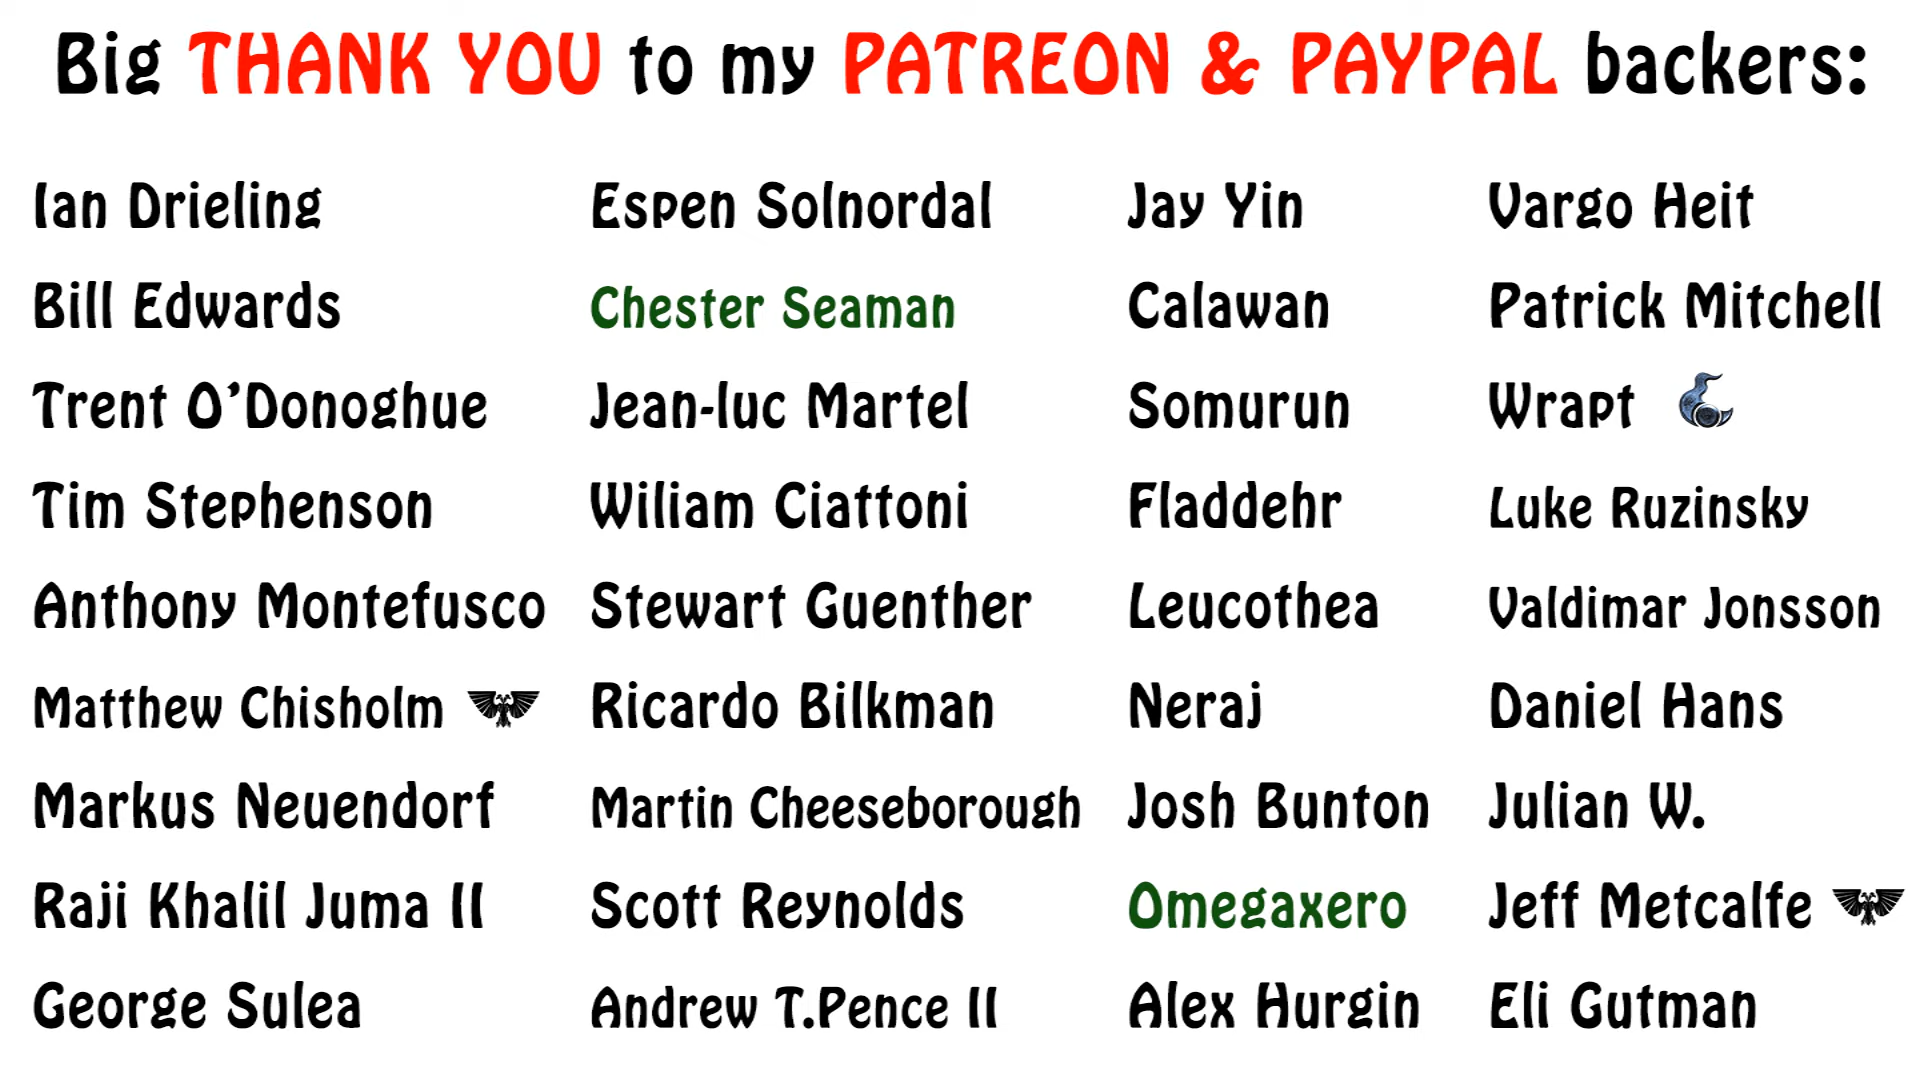 Big THANK YOU to my PATREON & PAYPAL backers:
Ian Drieling
Bill Edwards
Trent O'Donoghue
Tim Stephenson
Anthony Montefusco
Matthew Chisholm
Markus Neuendorf
Raji Khalil Juma II
George Sulea
Espen Solnordal
Chester Seaman
Jean-luc Martel
Wiliam Ciattoni
Stewart Guenther
Ricardo Bilkman
Martin Cheeseborough
Scott Reynolds
Andrew T.Pence II
Jay Yin
Calawan
Somurun
Fladdehr
Leucothea
Neraj
Josh Bunton
Omegaxero
Alex Hurgin
Vargo Heit
Patrick Mitchell
Wrapt
Luke Ruzinsky
Valdimar Jonsson
Daniel Hans
Julian W.
Jeff Metcalfe
Eli Gutman